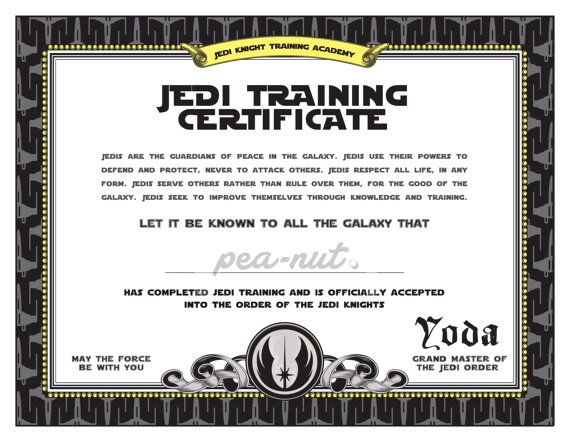 JEDI KNIGHT TRAINING ACADEMY
JEDI TRAINING
CERTIFICATE
JEDIS ARE THE GUARDIANS OF PEACE IN THE GALAXY. JEDIS USE THEIR POWERS TO
DEFEND AND PROTECT, NEVER TO ATTACK OTHERS. JEDIS RESPECT ALL LIFE, IN ANY
FORM. JEDIS SERVE OTHERS RATHER THAN RULE OVER THEM, FOR THE GOOD OF THE
GALAXY. JEDIS SEEK TO IMPROVE THEMSELVES THROUGH KNOWLEDGE AND TRAINING.
LET IT BE KNOWN TO ALL THE GALAXY THAT
pea-nut.
HAS COMPLETED JEDI TRAINING AND IS OFFICIALLY ACCEPTED
INTO THE ORDER OF THE JEDI KNIGHTS
Yoda
MAY THE FORCE
BE WITH YOU
GRAND MASTER OF
THE JEDI ORDER